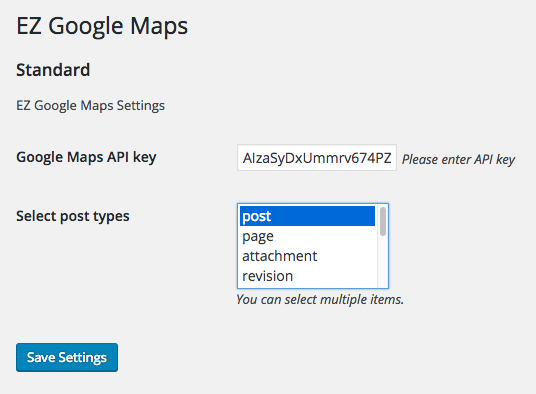 EZ Google Maps
Standard
EZ Google Maps Settings
Google Maps API key AIzaSyDxUmmrv674PZ Please enter API key
Select post types post
page
attachment
revision
You can select multiple items.
Save Settings